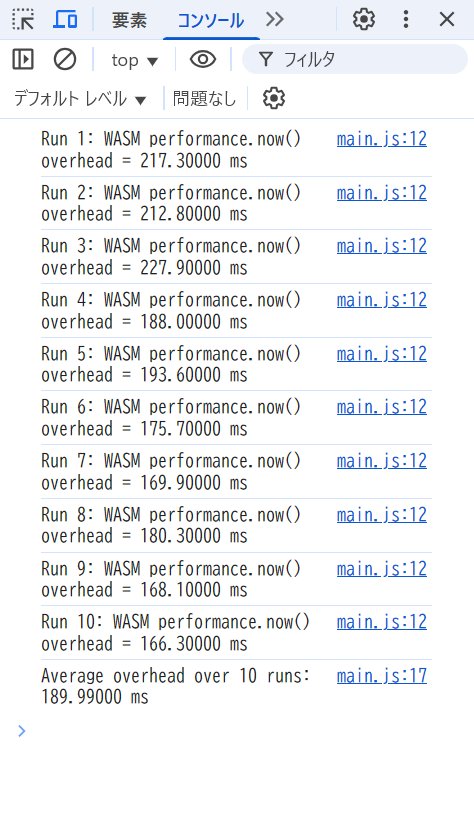 要素 コンソール
top フィルタ
デフォルト レベル 問題なし
Run 1: WASM performance.now() main.js:12
overhead = 217.30000 ms
Run 2: WASM performance.now() main.js:12
overhead = 212.80000 ms
Run 3: WASM performance.now() main.js:12
overhead = 227.90000 ms
Run 4: WASM performance.now() main.js:12
overhead = 188.00000 ms
Run 5: WASM performance.now() main.js:12
overhead = 193.60000 ms
Run 6: WASM performance.now() main.js:12
overhead = 175.70000 ms
Run 7: WASM performance.now() main.js:12
overhead = 169.90000 ms
Run 8: WASM performance.now() main.js:12
overhead = 180.30000 ms
Run 9: WASM performance.now() main.js:12
overhead = 168.10000 ms
Run 10: WASM performance.now() main.js:12
overhead = 166.30000 ms
Average overhead over 10 runs: main.js:17
189.99000 ms